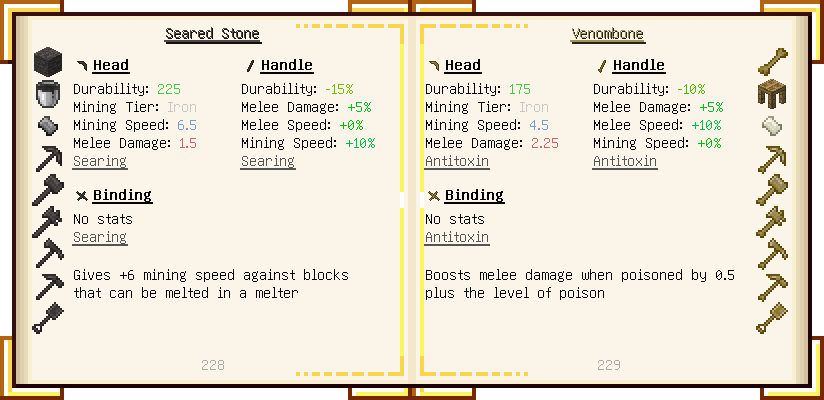 Seared Stone
Head
Durability: 225
Mining Tier: Iron
Mining Speed: 6.5
Melee Damage: 1.5
Searing
Handle
Durability: -15%
Melee Damage: +5%
Melee Speed: +0%
Mining Speed: +10%
Searing
Binding
No stats
Searing
Gives +6 mining speed against blocks
that can be melted in a melter
228
Venombone
Head
Durability: 175
Mining Tier: Iron
Mining Speed: 4.5
Melee Damage: 2.25
Antitoxin
Handle
Durability: -10%
Melee Damage: +5%
Melee Speed: +10%
Mining Speed: +0%
Antitoxin
Binding
No stats
Antitoxin
Boosts melee damage when poisoned by 0.5
plus the level of poison
229